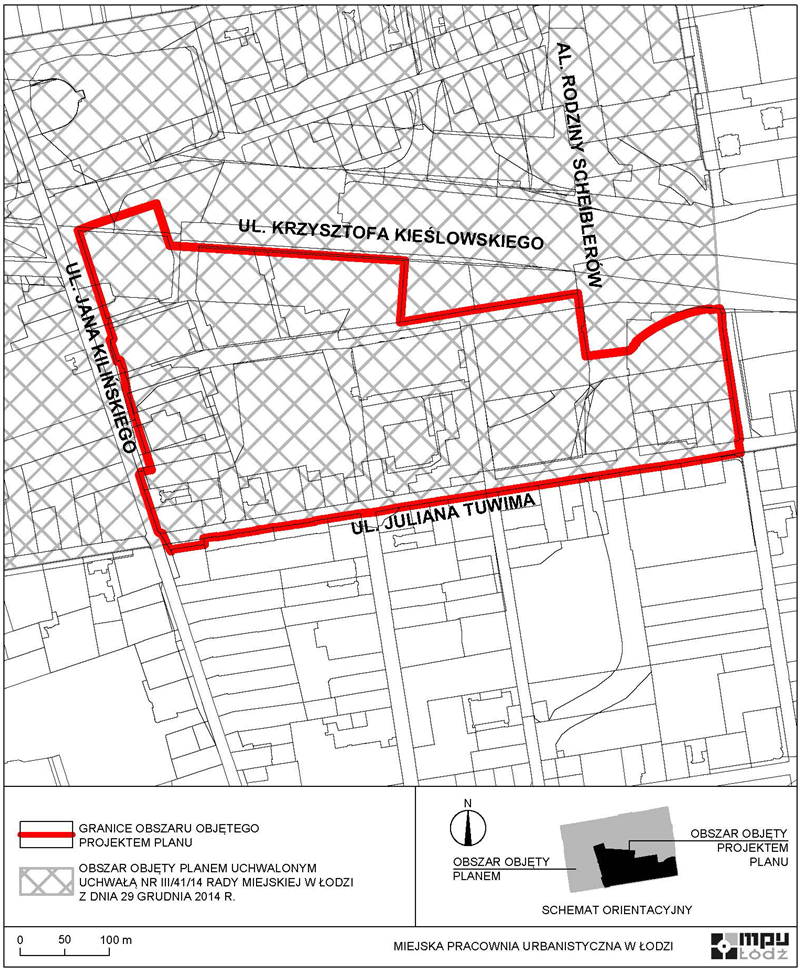 AL. RODZINY SCHEIBLERÓW
UL. KRZYSZTOFA KIEŚLOWSKIEGO
UL. JANA KILIŃSKIEGO
UL. JULIANA TUWIMA
GRANICE OBSZARU OBJĘTEGO
PROJEKTEM PLANU
OBSZAR OBJĘTY PLANEM UCHWALONYM
UCHWAŁĄ NR III/41/14 RADY MIEJSKIEJ W ŁODZI
Z DNIA 29 GRUDNIA 2014 R.
N
OBSZAR OBJĘTY
PLANEM
OBSZAR OBJĘTY
PROJEKTEM
PLANU
SCHEMAT ORIENTACYJNY
0 50 100 m
MIEJSKA PRACOWNIA URBANISTYCZNA W ŁODZI
mpu
Łódź